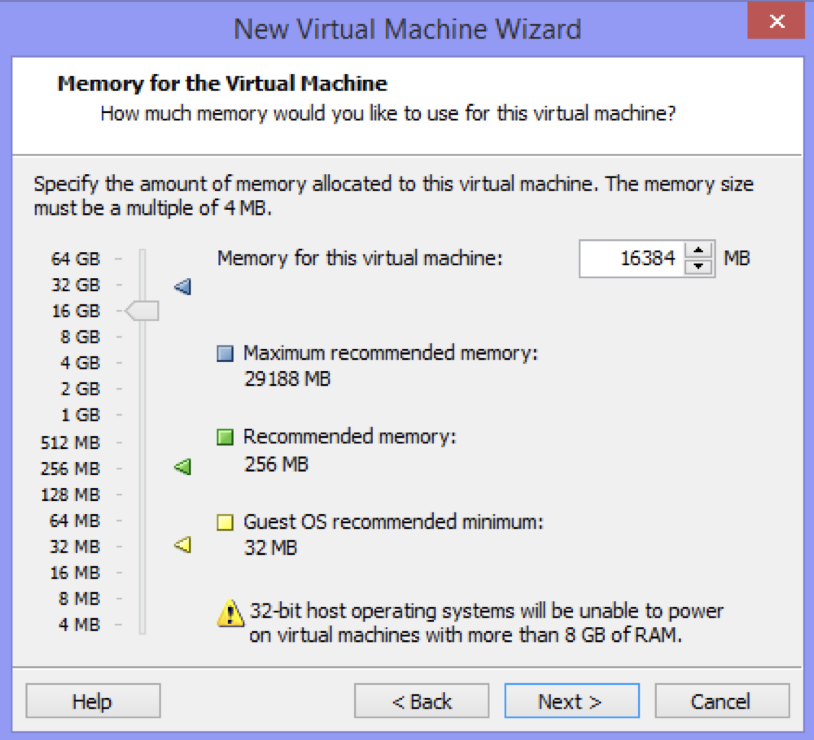 New Virtual Machine Wizard
Memory for the Virtual Machine
How much memory would you like to use for this virtual machine?
Specify the amount of memory allocated to this virtual machine. The memory size
must be a multiple of 4 MB.
64 GB
32 GB
16 GB
8 GB
4 GB
2 GB
1 GB
512 MB
256 MB
128 MB
64 MB
32 MB
16 MB
8 MB
4 MB
Memory for this virtual machine: 16384 MB
Maximum recommended memory:
29188 MB
Recommended memory:
256 MB
Guest OS recommended minimum:
32 MB
32-bit host operating systems will be unable to power
on virtual machines with more than 8 GB of RAM.
Help < Back Next > Cancel